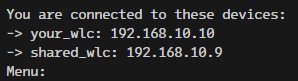 You are connected to these devices:
-> your_wlc: 192.168.10.10
-> shared_wlc: 192.168.10.9
Menu: